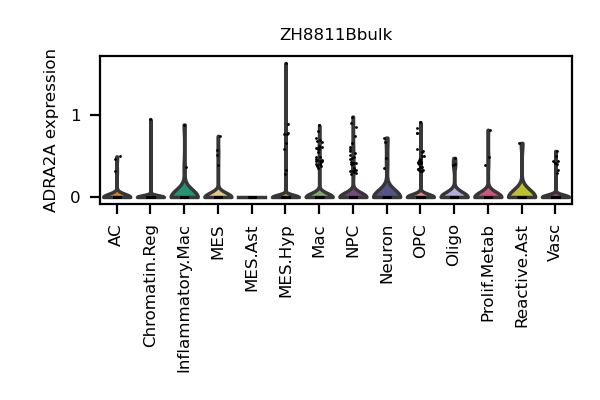 ZH8811Bbulk
ADRA2A expression
1
0
AC
Chromatin.Reg
Inflammatory.Mac
MES
MES.Ast
MES.Hyp
Mac
NPC
Neuron
OPC
Oligo
Prolif.Metab
Reactive.Ast
Vasc